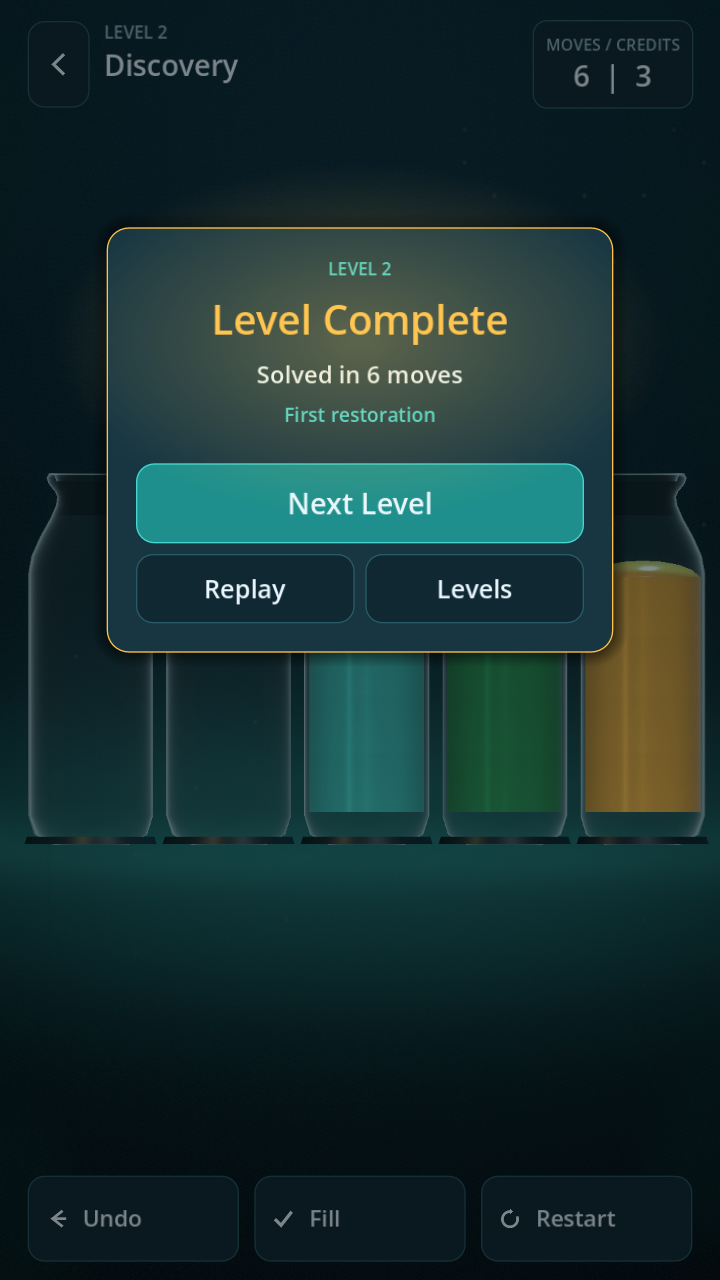 LEVEL 2
Discovery
MOVES / CREDITS
6 | 3
LEVEL 2
Level Complete
Solved in 6 moves
First restoration
Next Level
Replay
Levels
Undo
Fill
Restart